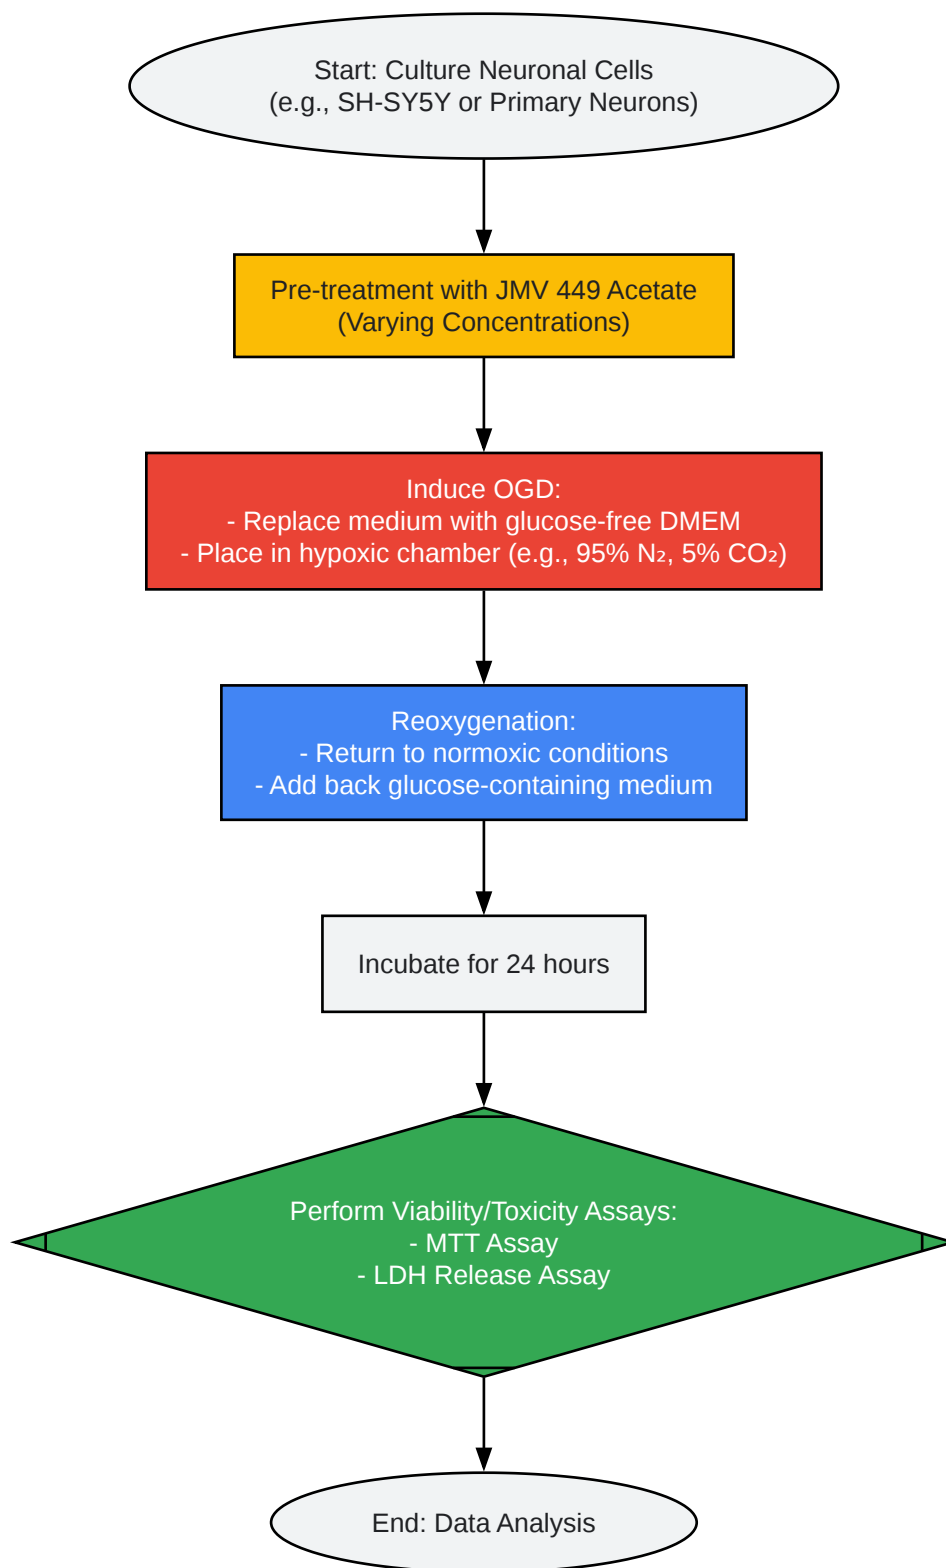 Start: Culture Neuronal Cells
(e.g., SH-SY5Y or Primary Neurons)
Pre-treatment with JMV 449 Acetate
(Varying Concentrations)
Induce OGD:
- Replace medium with glucose-free DMEM
- Place in hypoxic chamber (e.g., 95% N₂, 5% CO₂)
Reoxygenation:
- Return to normoxic conditions
- Add back glucose-containing medium
Incubate for 24 hours
Perform Viability/Toxicity Assays:
- MTT Assay
- LDH Release Assay
End: Data Analysis